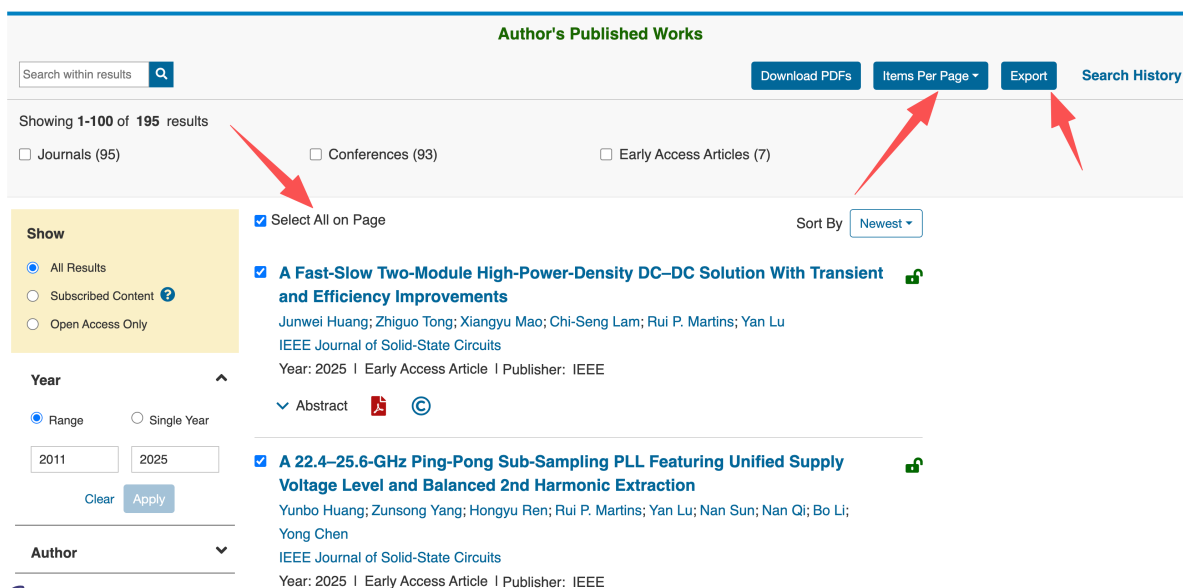 Author's Published Works
Search within results
Download PDFs
Items Per Page
Export
Search History
Showing 1-100 of 195 results
Journals (95)
Conferences (93)
Early Access Articles (7)
Select All on Page
Sort By
Newest
Show
All Results
Subscribed Content ?
Open Access Only
Year
Range
Single Year
2011
2025
Clear
Apply
Author
A Fast-Slow Two-Module High-Power-Density DC–DC Solution With Transient
and Efficiency Improvements
Junwei Huang; Zhiguo Tong; Xiangyu Mao; Chi-Seng Lam; Rui P. Martins; Yan Lu
IEEE Journal of Solid-State Circuits
Year: 2025 | Early Access Article | Publisher: IEEE
Abstract
©
A 22.4–25.6-GHz Ping-Pong Sub-Sampling PLL Featuring Unified Supply
Voltage Level and Balanced 2nd Harmonic Extraction
Yunbo Huang; Zunsong Yang; Hongyu Ren; Rui P. Martins; Yan Lu; Nan Sun; Nan Qi; Bo Li;
Yong Chen
IEEE Journal of Solid-State Circuits
Year: 2025 | Early Access Article | Publisher: IEEE